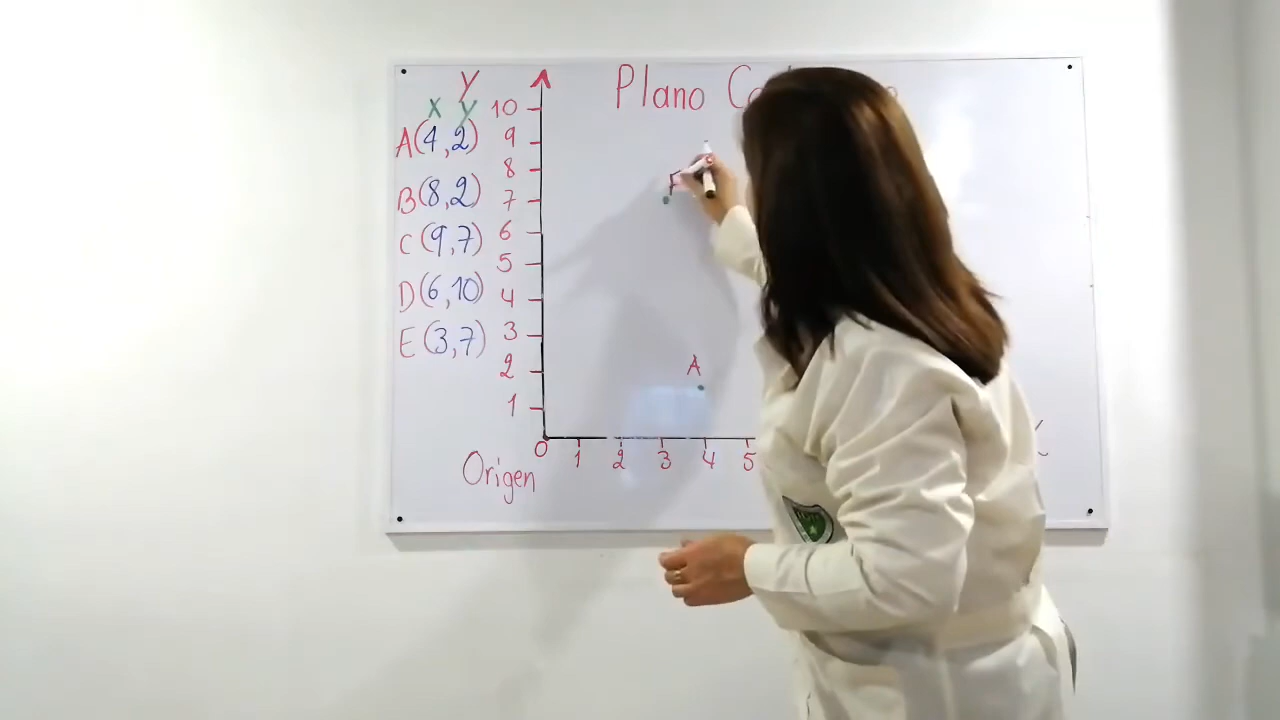 Plano
Y
X Y
A(4,2)
B(8,2)
C(9,7)
D(6,10)
E(3,7)
10
9
8
7
6
5
4
3
2
1
A
0 1 2 3 4 5
Origen